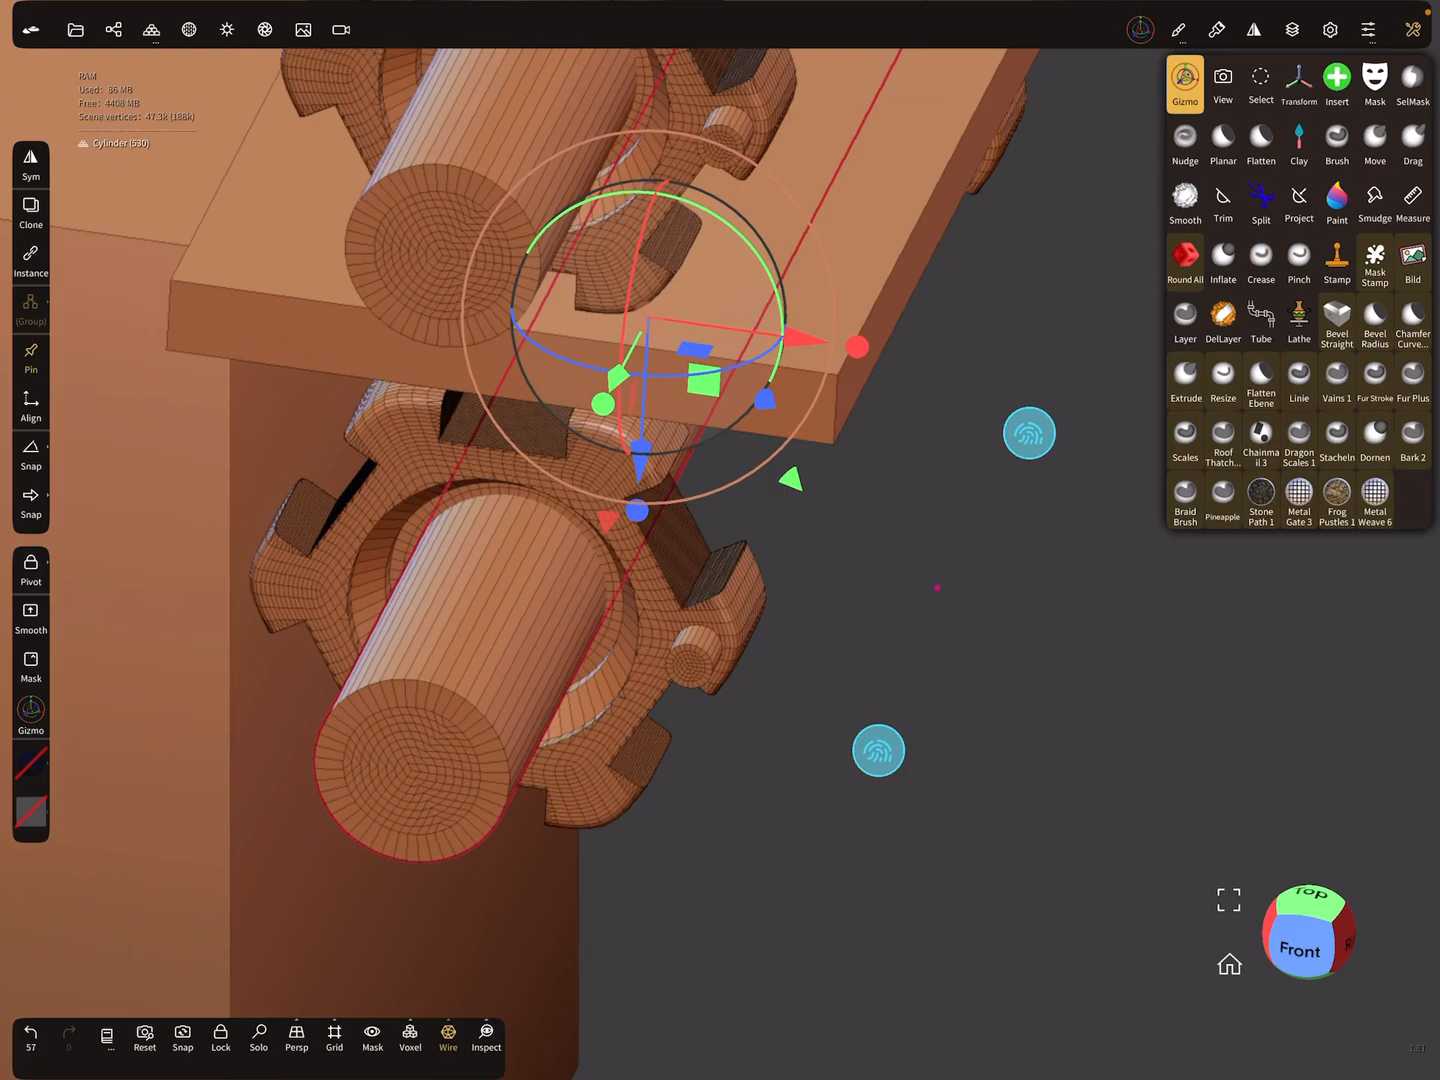 RAM
Used: 86 MB
Free: 4408 MB
Scene vertices: 47.3k (188k)
Cylinder (530)
Sym
Clone
Instance
(Group)
Pin
Align
Snap
Snap
Pivot
Smooth
Mask
Gizmo
Gizmo View Select Transform Insert Mask SelMask
Nudge Planar Flatten Clay Brush Move Drag
Smooth Trim Split Project Paint Smudge Measure
Round All Inflate Crease Pinch Stamp Mask Stamp Bild
Layer DelLayer Tube Lathe Bevel Straight Bevel Radius Chamfer Curve...
Extrude Resize Flatten Ebene Linie Vains 1 Fur Stroke Fur Plus
Scales Roof Thatch... Chainma il 3 Dragon Scales 1 Stacheln Dornen Bark 2
Braid Brush Pineapple Stone Path 1 Metal Gate 3 Frog Pustles 1 Metal Weave 6
Top
Front
57 0 ... Reset Snap Lock Solo Persp Grid Mask Voxel Wire Inspect
1.81